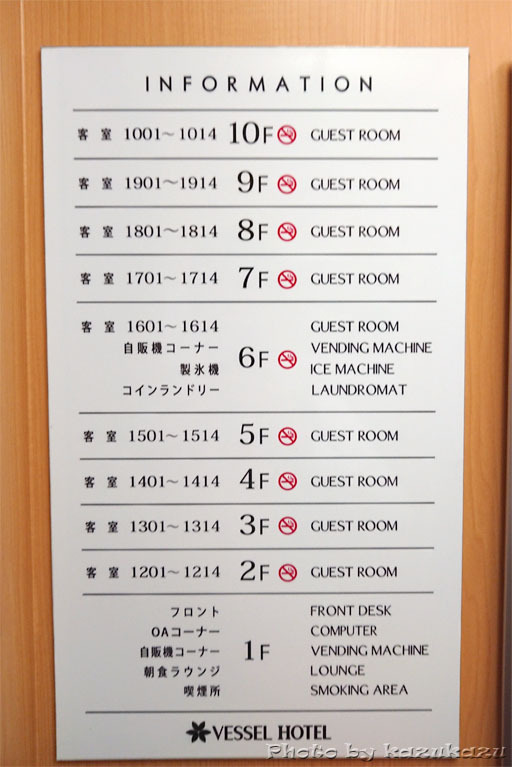 INFORMATION
客室 1001～1014 10F GUEST ROOM
客室 1901～1914 9F GUEST ROOM
客室 1801～1814 8F GUEST ROOM
客室 1701～1714 7F GUEST ROOM
客室 1601～1614 GUEST ROOM
自販機コーナー VENDING MACHINE
6F
製氷機 ICE MACHINE
コインランドリー LAUNDROMAT
客室 1501～1514 5F GUEST ROOM
客室 1401～1414 4F GUEST ROOM
客室 1301～1314 3F GUEST ROOM
客室 1201～1214 2F GUEST ROOM
フロント FRONT DESK
OAコーナー COMPUTER
自販機コーナー 1F VENDING MACHINE
朝食ラウンジ LOUNGE
喫煙所 SMOKING AREA
VESSEL HOTEL
Photo by kazukazu